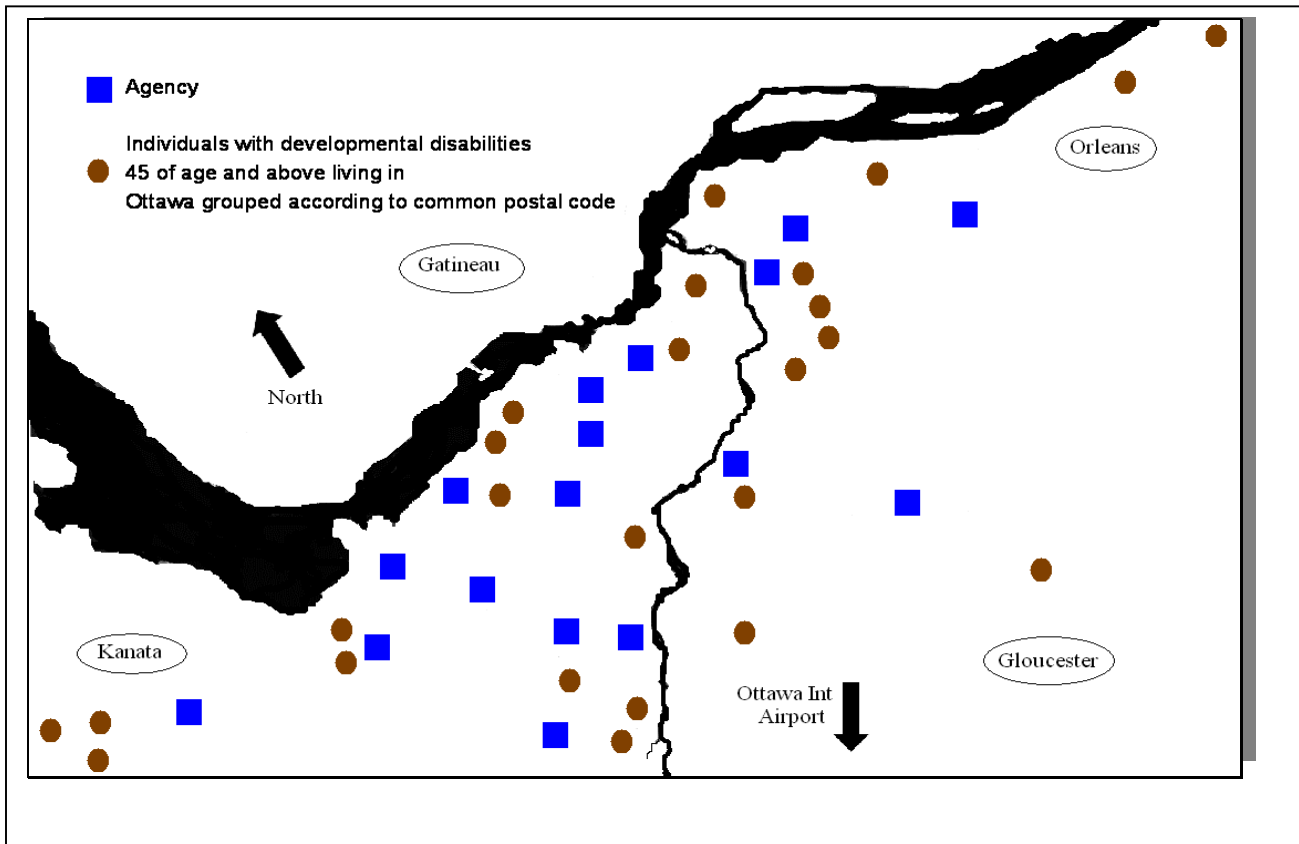 Agency
Individuals with developmental disabilities
45 of age and above living in
Ottawa grouped according to common postal code
Orleans
Gatineau
North
Kanata
Gloucester
Ottawa Int
Airport